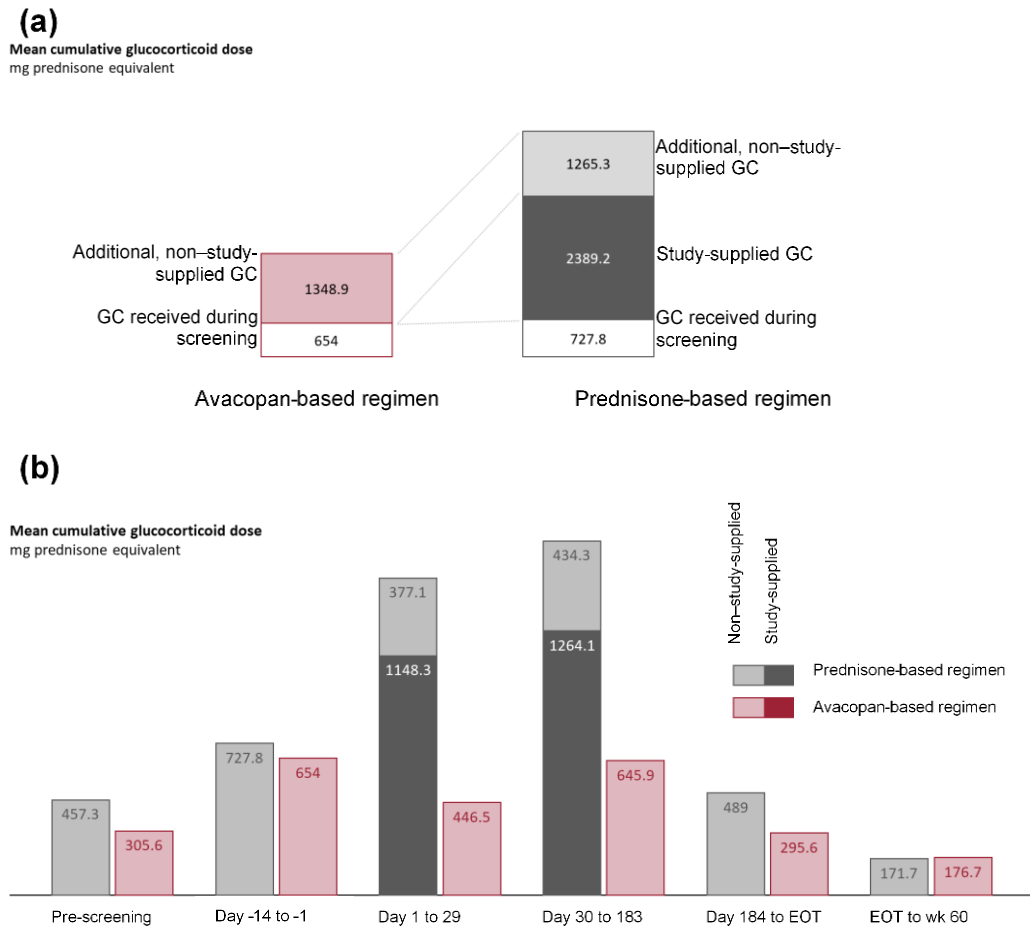 (a)
Mean cumulative glucocorticoid dose
mg prednisone equivalent
Additional, non–study-
supplied GC
1348.9
GC received during
screening
654
Avacopan-based regimen
1265.3
Additional, non–study-
supplied GC
2389.2
Study-supplied GC
727.8
GC received during
screening
Prednisone-based regimen
(b)
Mean cumulative glucocorticoid dose
mg prednisone equivalent
Non–study-supplied
Study-supplied
Prednisone-based regimen
Avacopan-based regimen
457.3
305.6
727.8
654
377.1
1148.3
446.5
434.3
1264.1
645.9
489
295.6
171.7
176.7
Pre-screening
Day -14 to -1
Day 1 to 29
Day 30 to 183
Day 184 to EOT
EOT to wk 60